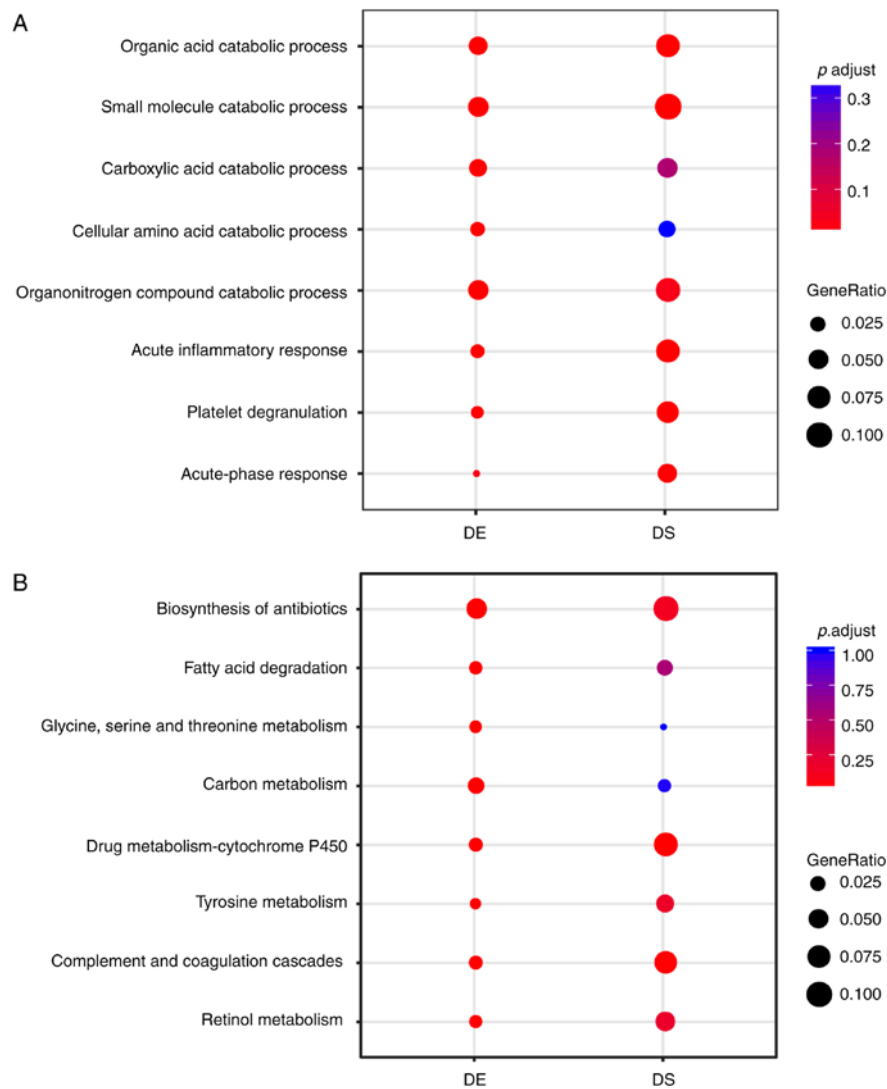 A
Organic acid catabolic process
Small molecule catabolic process
Carboxylic acid catabolic process
Cellular amino acid catabolic process
Organonitrogen compound catabolic process
Acute inflammatory response
Platelet degranulation
Acute-phase response
DE DS
p adjust
0.3
0.2
0.1
GeneRatio
0.025
0.050
0.075
0.100
B
Biosynthesis of antibiotics
Fatty acid degradation
Glycine, serine and threonine metabolism
Carbon metabolism
Drug metabolism-cytochrome P450
Tyrosine metabolism
Complement and coagulation cascades
Retinol metabolism
DE DS
p.adjust
1.00
0.75
0.50
0.25
GeneRatio
0.025
0.050
0.075
0.100